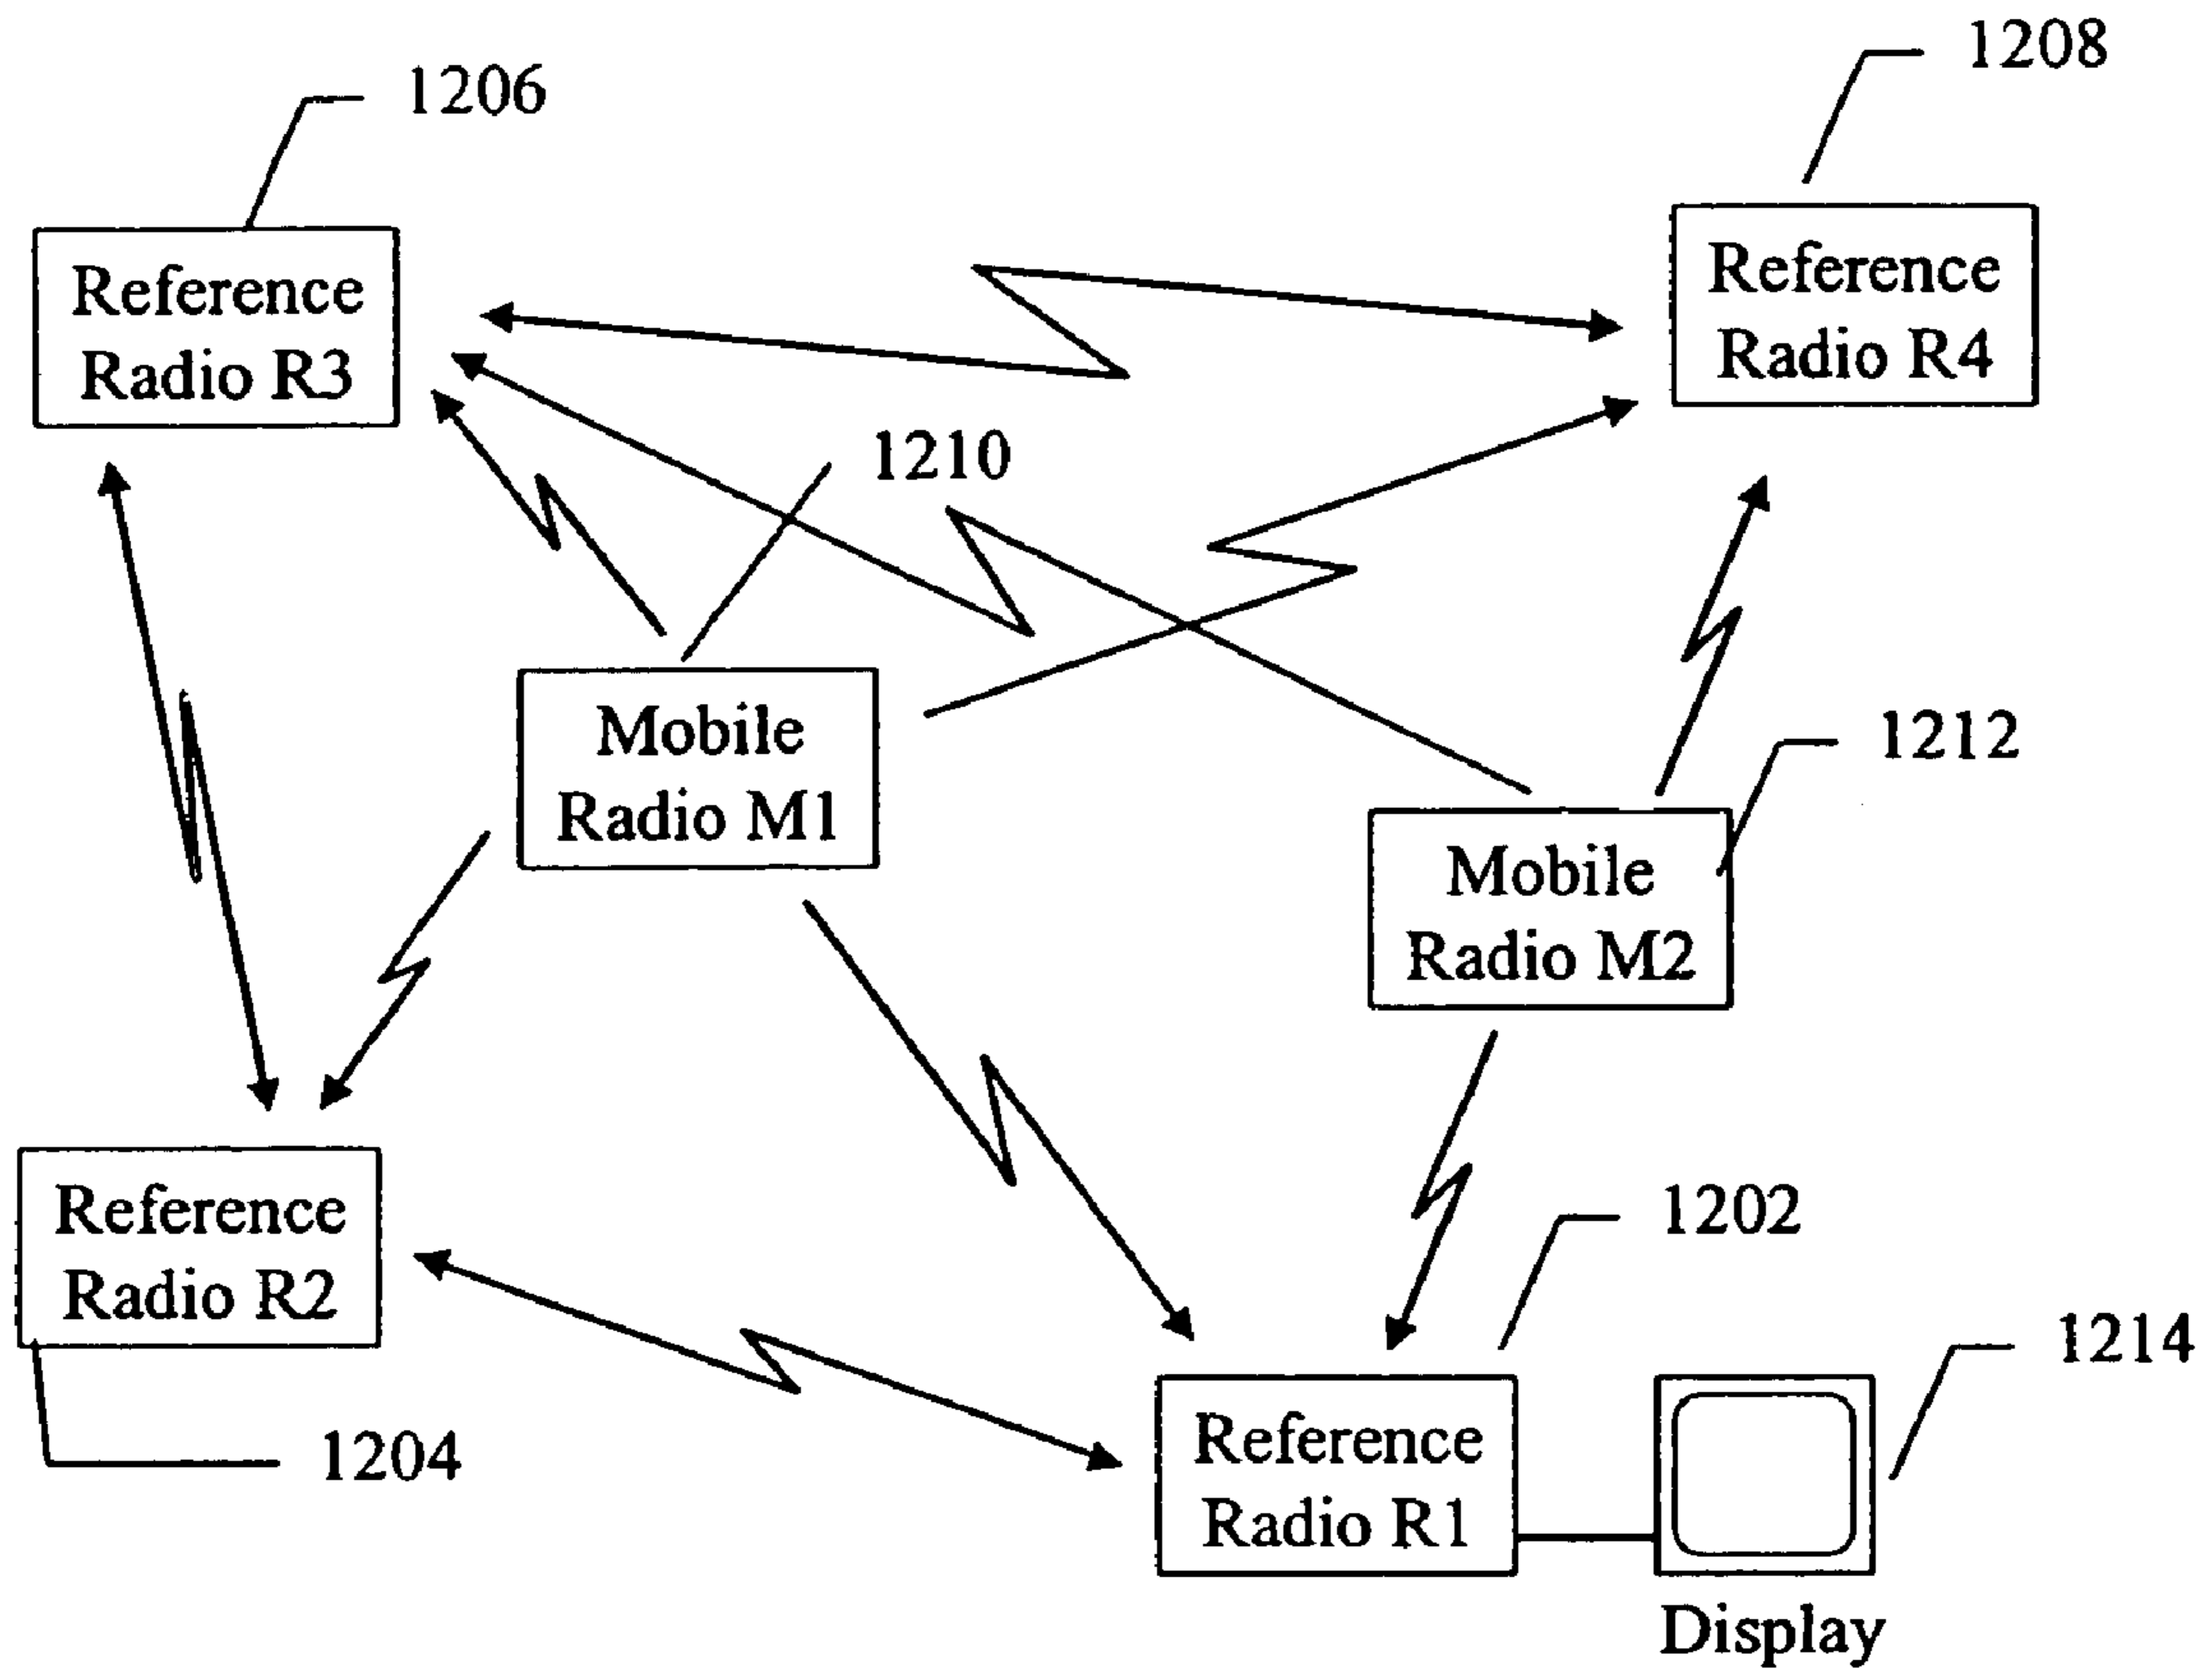 1208
1206
Reference
Radio R3
Reference
Radio R4
1210
Mobile
Radio M1
1212
Mobile
Radio M2
Reference
Radio R2
1202
1214
1204
Reference
Radio R1
Display